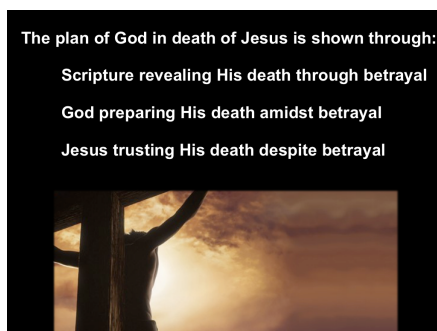 The plan of God in death of Jesus is shown through:
Scripture revealing His death through betrayal
God preparing His death amidst betrayal
Jesus trusting His death despite betrayal